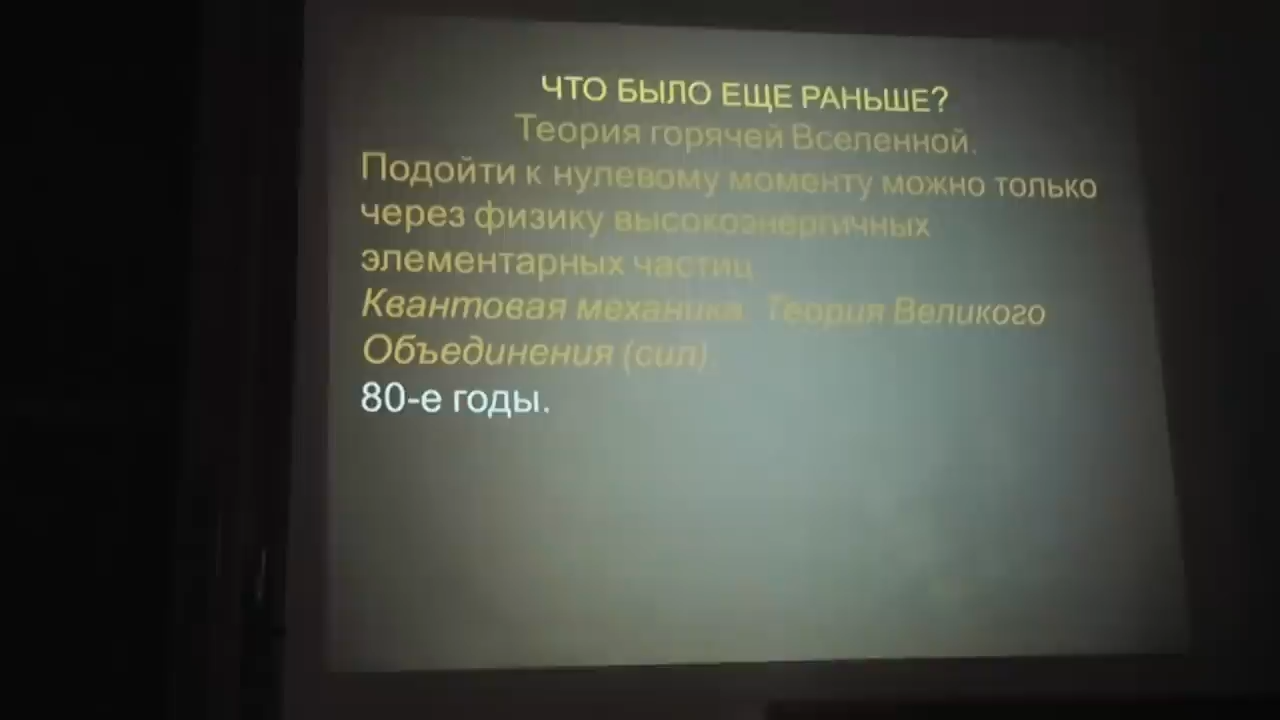 ЧТО БЫЛО ЕЩЕ РАНЬШЕ?
Теория горячей Вселенной.
Подойти к нулевому моменту можно только
через физику высокоэнергичных
элементарных частиц
Квантовая механика. Теория Великого
Объединения (сил)
80-е годы.